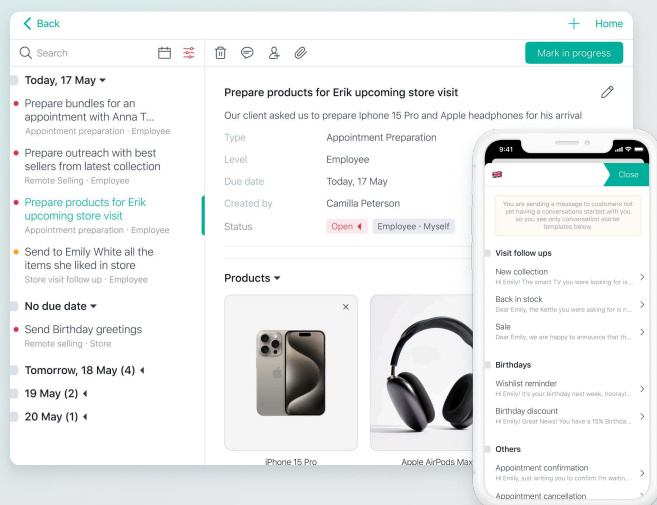 Back
Home
Search
Mark in progress
Today, 17 May
Prepare bundles for an
appointment with Anna T...
Appointment preparation · Employee
Prepare outreach with best
sellers from latest collection
Remote Selling · Employee
Prepare products for Erik
upcoming store visit
Appointment preparation · Employee
Send to Emily White all the
items she liked in store
Store visit follow up · Employee
No due date
Send Birthday greetings
Remote selling · Store
Tomorrow, 18 May (4)
19 May (2)
20 May (1)
Prepare products for Erik upcoming store visit
Our client asked us to prepare Iphone 15 Pro and Apple headphones for his arrival
Type Appointment Preparation
Level Employee
Due date Today, 17 May
Created by Camilla Peterson
Status Open Employee · Myself
Products
iPhone 15 Pro
Apple AirPods Max
9:41
Close
You are sending a message to customers not
yet having a conversations started with you
so you see only conversation starter
templates below.
Visit follow ups
New collection
Hi Emily! The smart TV you were looking for is...
Back in stock
Dear Emily, the Kettle you were asking for is n...
Sale
Dear Emily, we are happy to announce that th...
Birthdays
Wishlist reminder
Hi Emily! It's your birthday next week, hooray!..
Birthday discount
Hi Emily! Great News! You have a 15% Birthda...
Others
Appointment confirmation
Hi Emily, just writing you to confirm I'm waitin...
Appointment cancellation